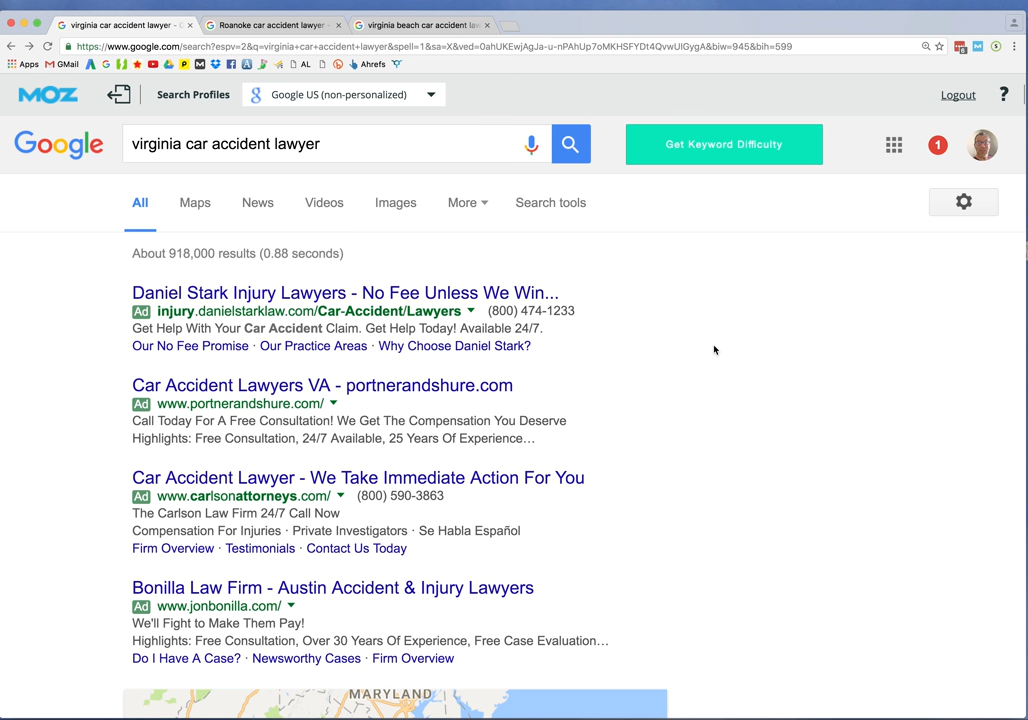 virginia car accident lawyer - G
Roanoke car accident lawyer -
virginia beach car accident law
https://www.google.com/search?espv=2&q=virginia+car+accident+lawyer&spell=1&sa=X&ved=0ahUKEwjAgJa-u-nPAhUp7oMKHSFYDt4QvwUIGygA&biw=945&bih=599
Apps GMail AL Ahrefs
MOZ Search Profiles Google US (non-personalized) Logout ?
Google virginia car accident lawyer Get Keyword Difficulty 1
All Maps News Videos Images More Search tools
About 918,000 results (0.88 seconds)
Daniel Stark Injury Lawyers - No Fee Unless We Win...
Ad injury.danielstarklaw.com/Car-Accident/Lawyers (800) 474-1233
Get Help With Your Car Accident Claim. Get Help Today! Available 24/7.
Our No Fee Promise · Our Practice Areas · Why Choose Daniel Stark?
Car Accident Lawyers VA - portnerandshure.com
Ad www.portnerandshure.com/
Call Today For A Free Consultation! We Get The Compensation You Deserve
Highlights: Free Consultation, 24/7 Available, 25 Years Of Experience…
Car Accident Lawyer - We Take Immediate Action For You
Ad www.carlsonattorneys.com/ (800) 590-3863
The Carlson Law Firm 24/7 Call Now
Compensation For Injuries · Private Investigators · Se Habla Español
Firm Overview · Testimonials · Contact Us Today
Bonilla Law Firm - Austin Accident & Injury Lawyers
Ad www.jonbonilla.com/
We'll Fight to Make Them Pay!
Highlights: Free Consultation, Over 30 Years Of Experience, Free Case Evaluation…
Do I Have A Case? · Newsworthy Cases · Firm Overview
MARYLAND